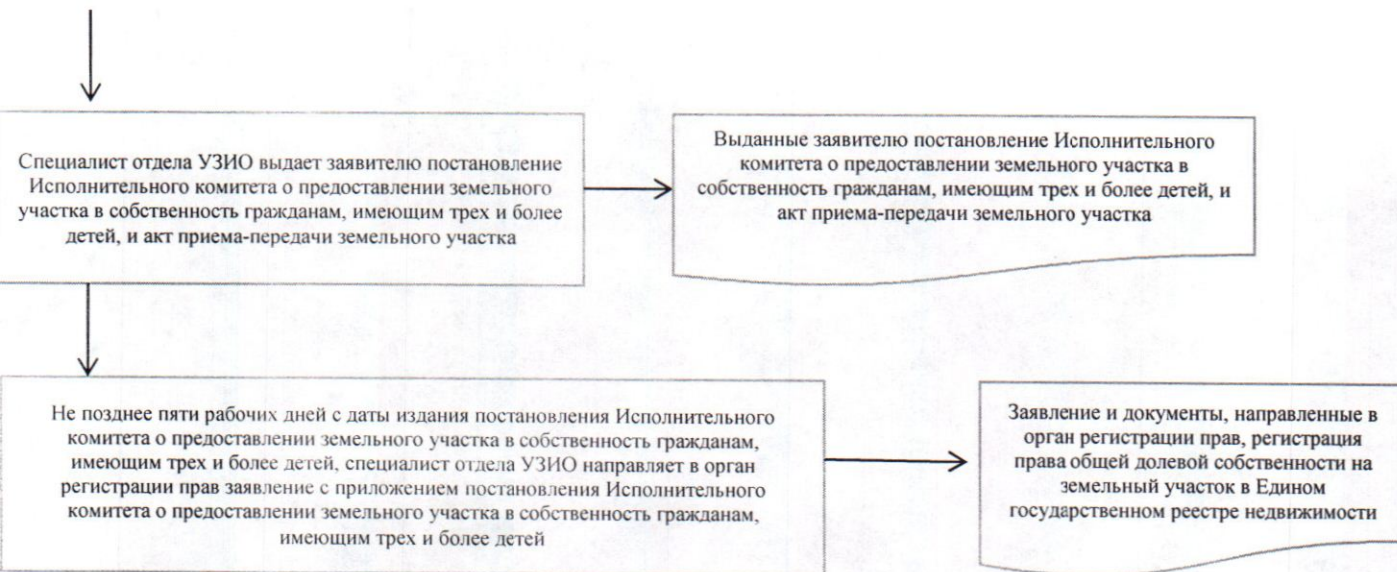 Специалист отдела УЗИО выдает заявителю постановление
Исполнительного комитета о предоставлении земельного
участка в собственность гражданам, имеющим трех и более
детей, и акт приема-передачи земельного участка
Выданные заявителю постановление Исполнительного
комитета о предоставлении земельного участка в
собственность гражданам, имеющим трех и более детей, и
акт приема-передачи земельного участка
Не позднее пяти рабочих дней с даты издания постановления Исполнительного
комитета о предоставлении земельного участка в собственность гражданам,
имеющим трех и более детей, специалист отдела УЗИО направляет в орган
регистрации прав заявление с приложением постановления Исполнительного
комитета о предоставлении земельного участка в собственность гражданам,
имеющим трех и более детей
Заявление и документы, направленные в
орган регистрации прав, регистрация
права общей долевой собственности на
земельный участок в Едином
государственном реестре недвижимости